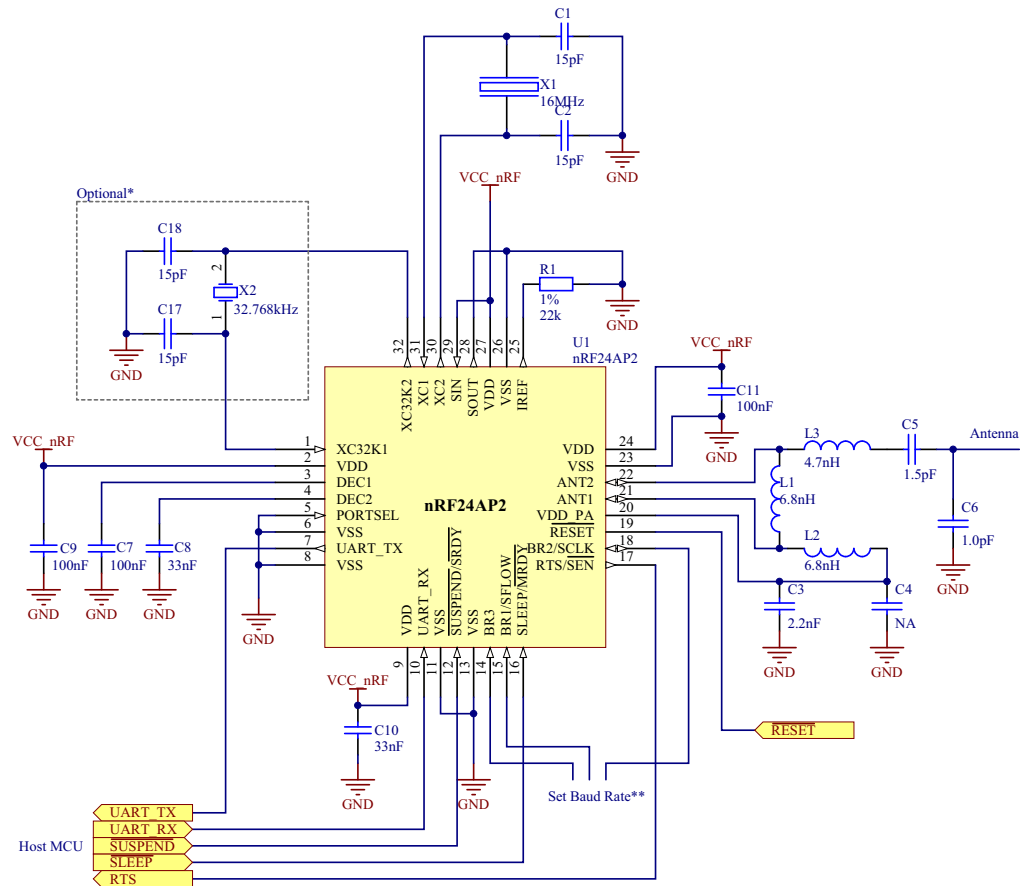 C1
15pF
X1
16MHz
C2
15pF
GND
VCC_nRF
Optional*
C18
15pF
2
X2
32.768kHz
1
C17
15pF
GND
R1
1%
22k
GND
U1
nRF24AP2
32
31
30
29
28
27
26
25
XC32K2
XC1
XC2
SIN
SOUT
VDD
VSS
IREF
VCC_nRF
C11
100nF
GND
VCC_nRF
1 XC32K1
2 VDD
3 DEC1
4 DEC2
5 PORTSEL
6 VSS
7 UART_TX
8 VSS
nRF24AP2
VDD 24
VSS 23
ANT2 22
ANT1 21
VDD_PA 20
RESET 19
BR2/SCLK 18
RTS/SEN 17
L3
4.7nH
C5
1.5pF
Antenna
L1
6.8nH
L2
6.8nH
C6
1.0pF
GND
C3
2.2nF
GND
C4
NA
GND
C9
100nF
GND
C7
100nF
GND
C8
33nF
GND
GND
VDD
UART_RX
VSS
SUSPEND/SRDY
VSS
BR3
BR1/SFLOW
SLEEP/MRDY
9
10
11
12
13
14
15
16
VCC_nRF
C10
33nF
GND
GND
RESET
Set Baud Rate**
Host MCU
UART_TX
UART_RX
SUSPEND
SLEEP
RTS